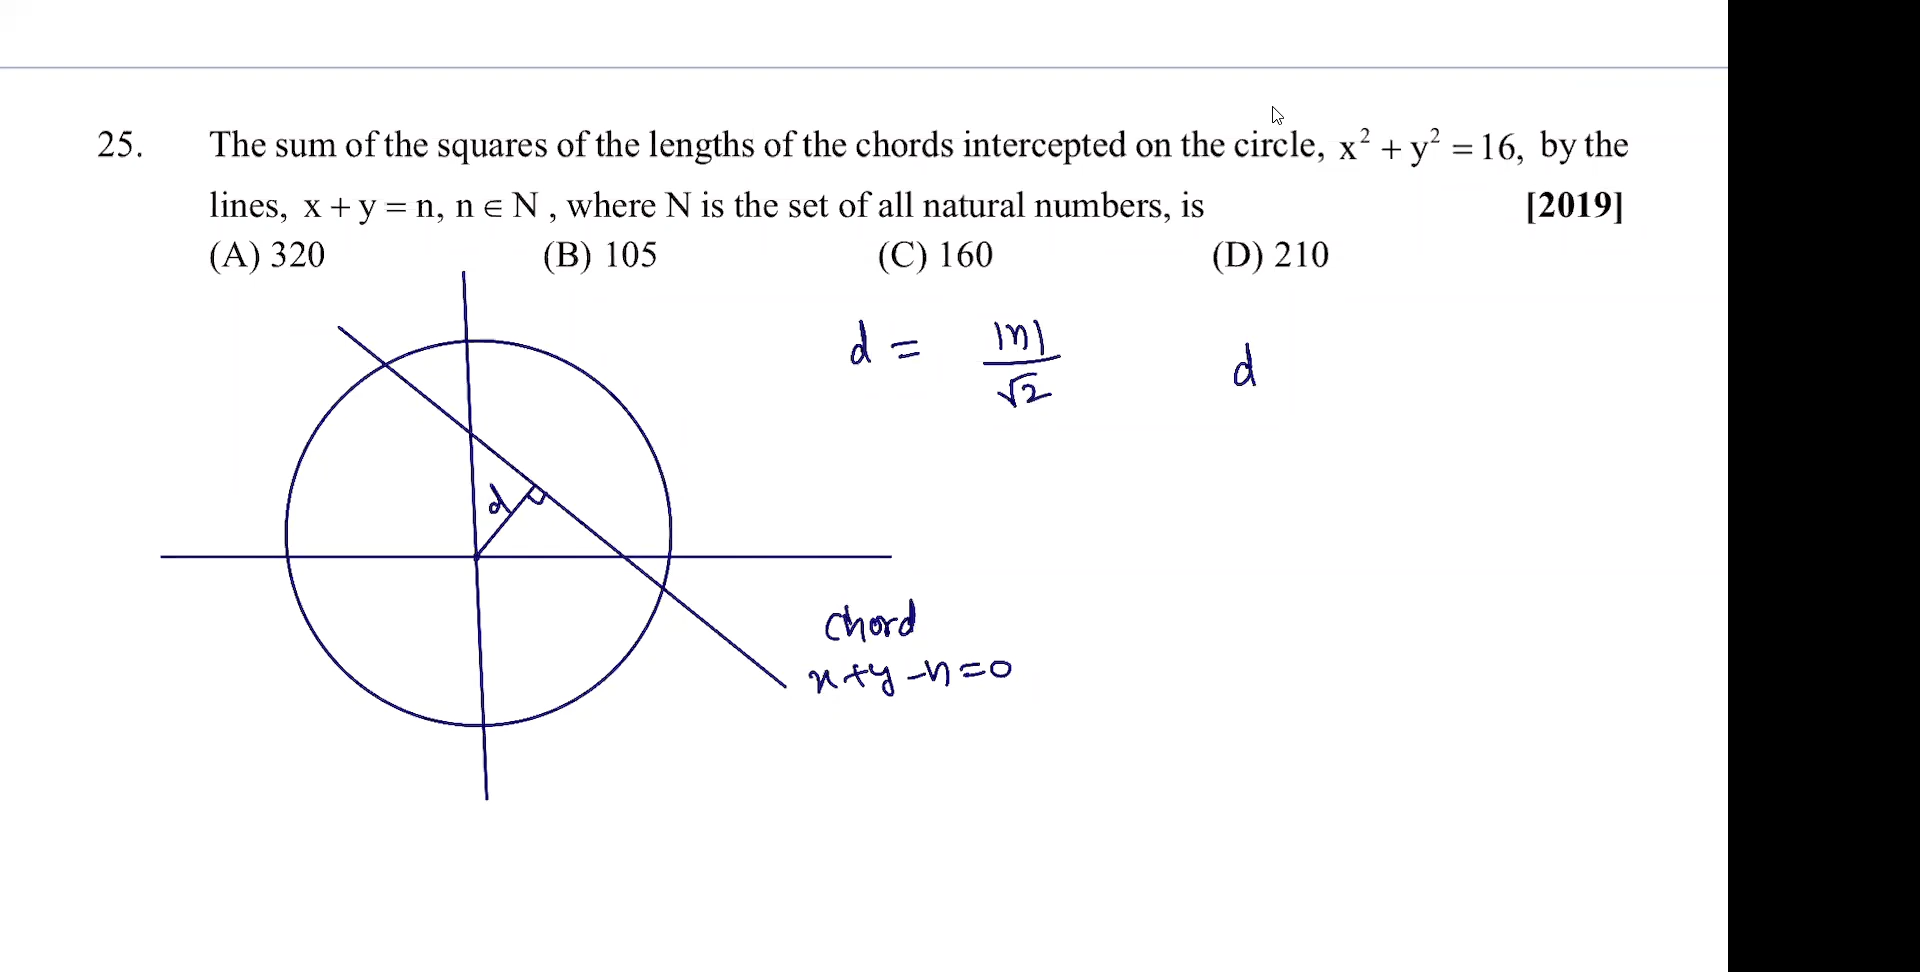 25. The sum of the squares of the lengths of the chords intercepted on the circle, x² + y² = 16, by the
lines, x + y = n, n ∈ N , where N is the set of all natural numbers, is [2019]
(A) 320 (B) 105 (C) 160 (D) 210
d = |n| / √2 d
d
chord
x+y-n=0